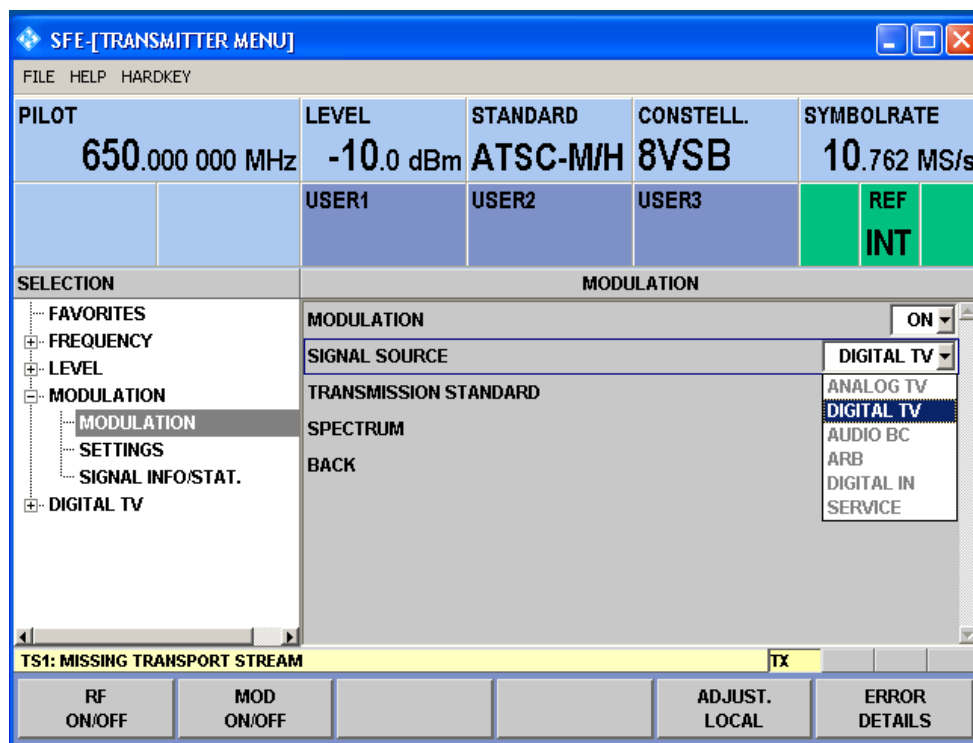 SFE-[TRANSMITTER MENU]
FILE HELP HARDKEY
PILOT
650.000 000 MHz
LEVEL
-10.0 dBm
STANDARD
ATSC-M/H
CONSTELL.
8VSB
SYMBOLRATE
10.762 MS/s
USER1
USER2
USER3
REF
INT
SELECTION
FAVORITES
FREQUENCY
LEVEL
MODULATION
MODULATION
SETTINGS
SIGNAL INFO/STAT.
DIGITAL TV
MODULATION
MODULATION ON
SIGNAL SOURCE DIGITAL TV
TRANSMISSION STANDARD
SPECTRUM
BACK
ANALOG TV
DIGITAL TV
AUDIO BC
ARB
DIGITAL IN
SERVICE
TS1: MISSING TRANSPORT STREAM
TX
RF
ON/OFF
MOD
ON/OFF
ADJUST.
LOCAL
ERROR
DETAILS